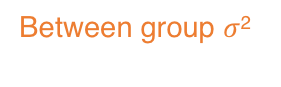 Between group σ²